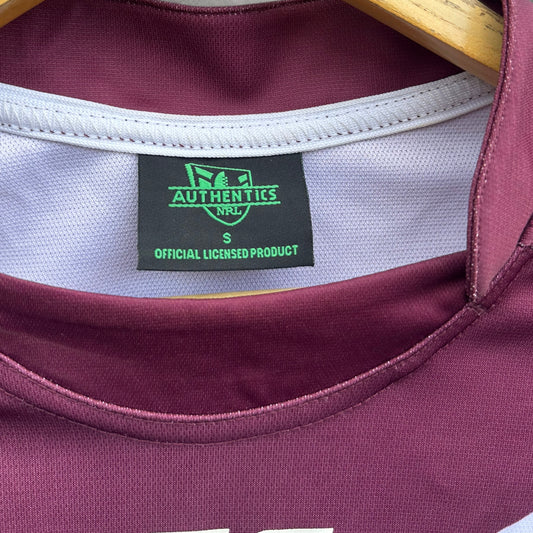 AUTHENTICS
NRL
S
OFFICIAL LICENSED PRODUCT